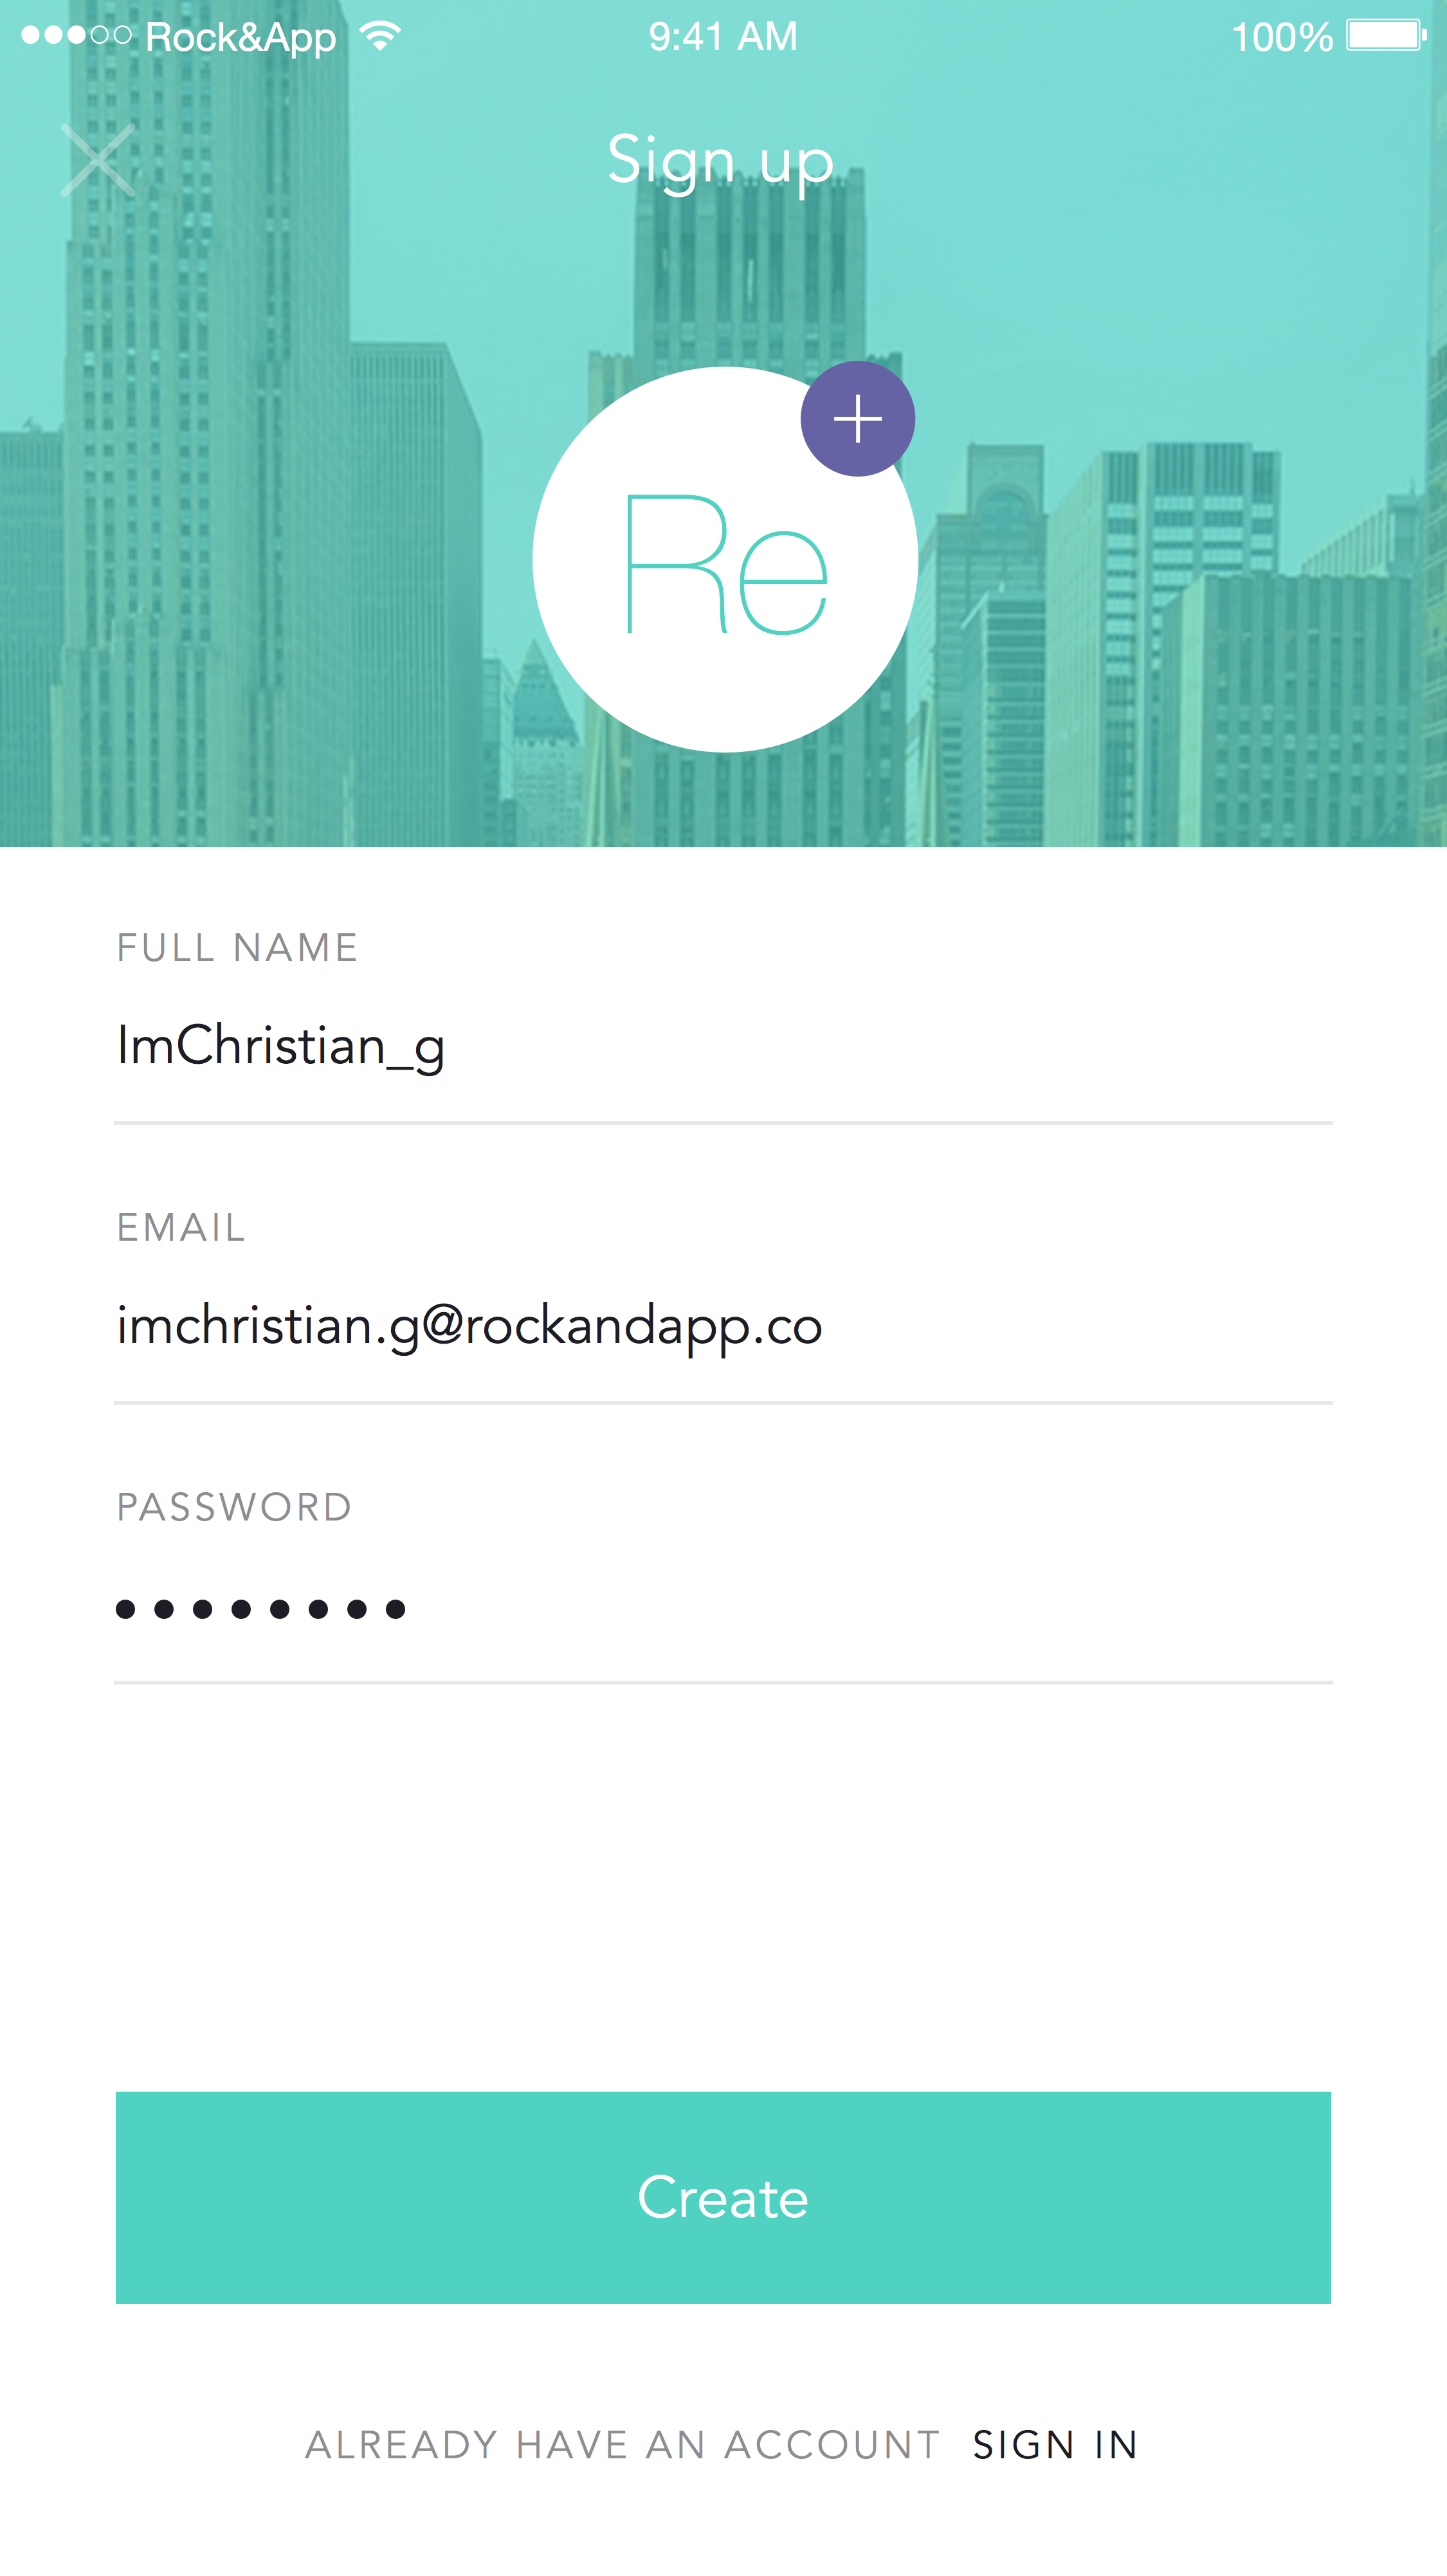 Rock&App 9:41 AM 100%
Sign up
Re
FULL NAME
ImChristian_g
EMAIL
imchristian.g@rockandapp.co
PASSWORD
Create
ALREADY HAVE AN ACCOUNT SIGN IN